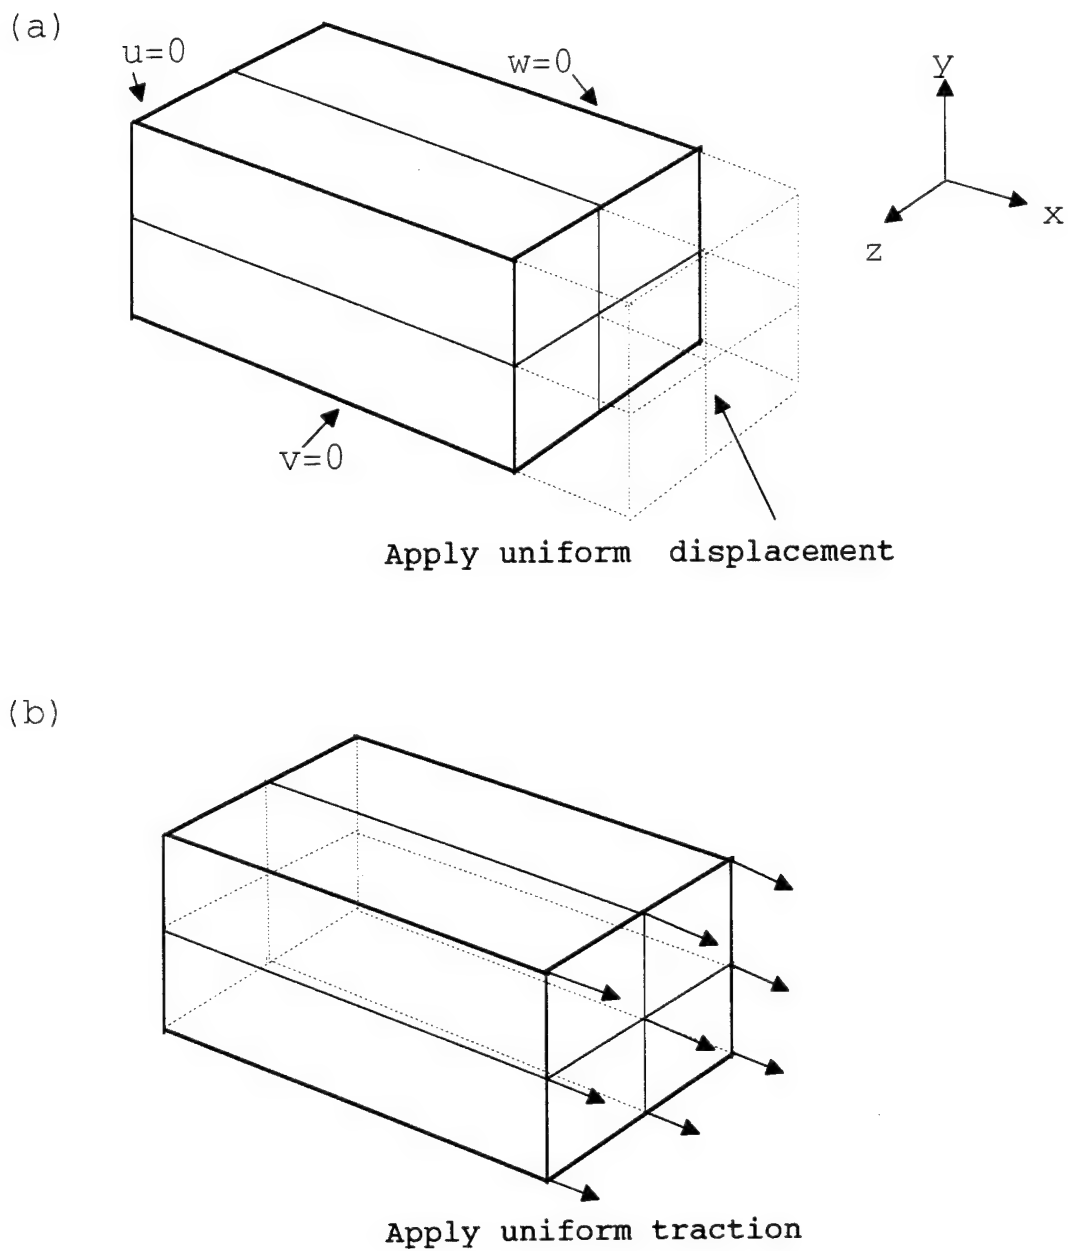 (a)
u=0
w=0
y
x
z
v=0
Apply uniform displacement
(b)
Apply uniform traction